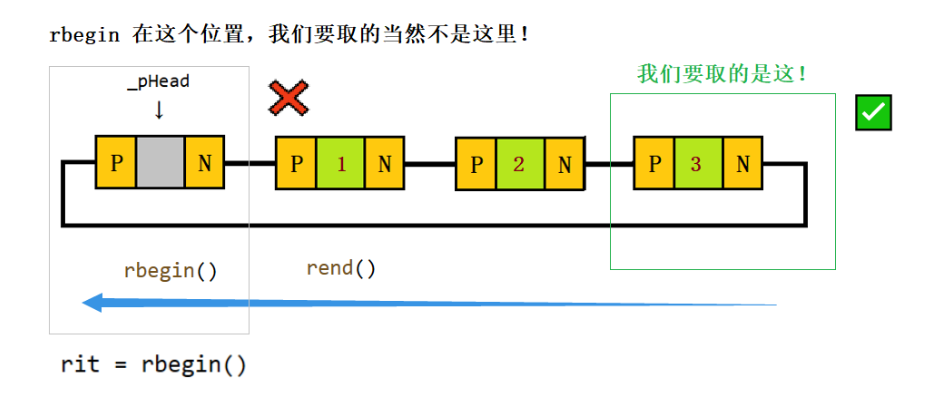 rbegin 在这个位置，我们要取的当然不是这里！
我们要取的是这！
_pHead
↓
P N P 1 N P 2 N P 3 N
rbegin() rend()
rit = rbegin()